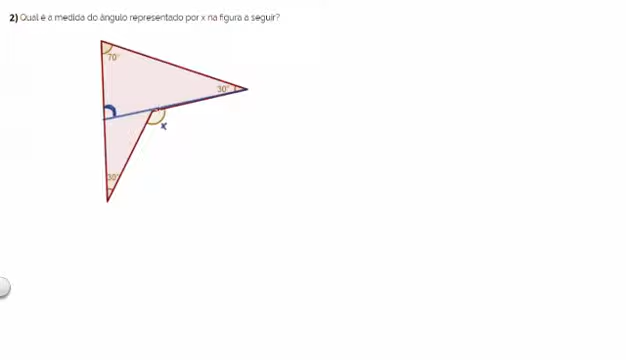 2) Qual é a medida do ângulo representado por x na figura a seguir?
70°
30°
x
30°